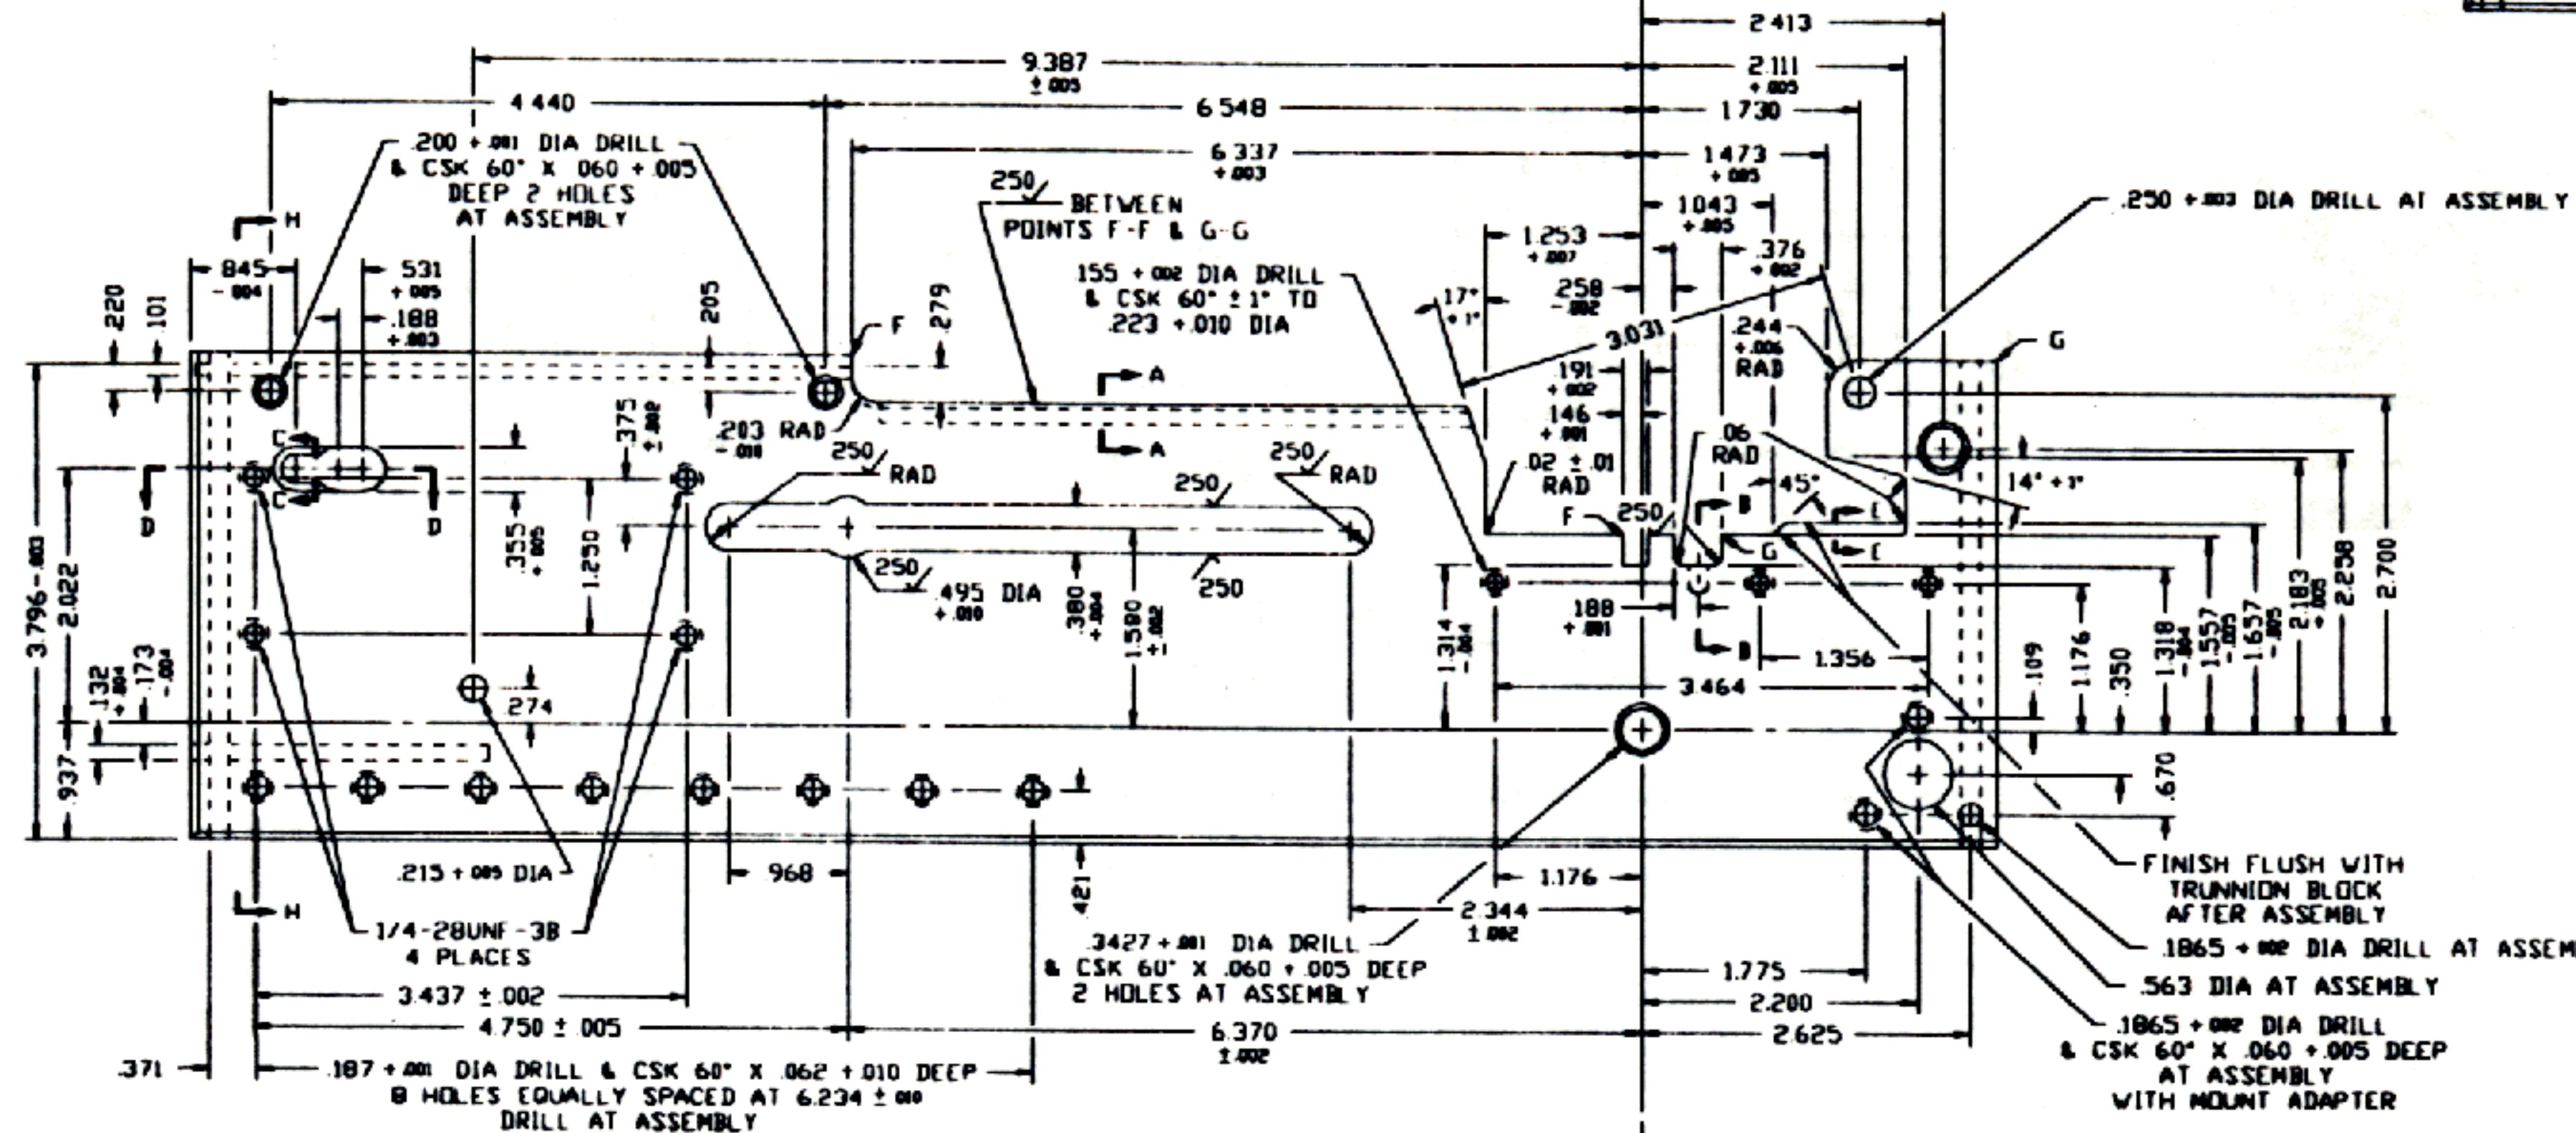 2.413
9.387
±.005
2.111
+.005
4.440
6.548
1.730
.200 +.001 DIA DRILL
& CSK 60° X .060 +.005
DEEP 2 HOLES
AT ASSEMBLY
6.337
+.003
1.473
+.005
250
BETWEEN
POINTS F-F & G-G
1.043
+.005
.250 +.003 DIA DRILL AT ASSEMBLY
H
1.253
+.007
.376
+.002
.845
-.004
.531
+.005
.155 +.002 DIA DRILL
& CSK 60° ±1° TO
.223 +.010 DIA
.258
-.002
17°
+1°
.220
.101
.188
+.003
.205
F
.279
3.031
.244
+.006
RAD
G
.191
+.002
A
.146
+.001
.375
±.002
.203 RAD
-.010
A
250
RAD
250
RAD
.02 ±.01
RAD
.06
RAD
C
C
D
D
250
45°
14° +1°
F
250
B
E
G
E
3.796 -.003
2.022
.355
+.005
1.250
250
.495 DIA
+.010
.380
+.004
1.580
±.002
250
.188
+.001
B
1.314
-.004
1.356
3.464
.109
1.176
.350
1.318
-.004
1.557
-.005
1.657
-.005
2.183
+.005
2.258
2.700
.132
+.004
.173
-.004
.274
.937
.670
.215 +.005 DIA
.968
.421
1.176
H
1/4-28UNF-3B
4 PLACES
2.344
±.002
FINISH FLUSH WITH
TRUNNION BLOCK
AFTER ASSEMBLY
.3427 +.001 DIA DRILL
& CSK 60° X .060 +.005 DEEP
2 HOLES AT ASSEMBLY
.1865 +.002 DIA DRILL AT ASSEM
1.775
.563 DIA AT ASSEMBLY
3.437 ±.002
2.200
4.750 ±.005
6.370
±.002
2.625
.1865 +.002 DIA DRILL
& CSK 60° X .060 +.005 DEEP
AT ASSEMBLY
WITH MOUNT ADAPTER
.371
.187 +.001 DIA DRILL & CSK 60° X .062 +.010 DEEP
8 HOLES EQUALLY SPACED AT 6.234 ±.010
DRILL AT ASSEMBLY